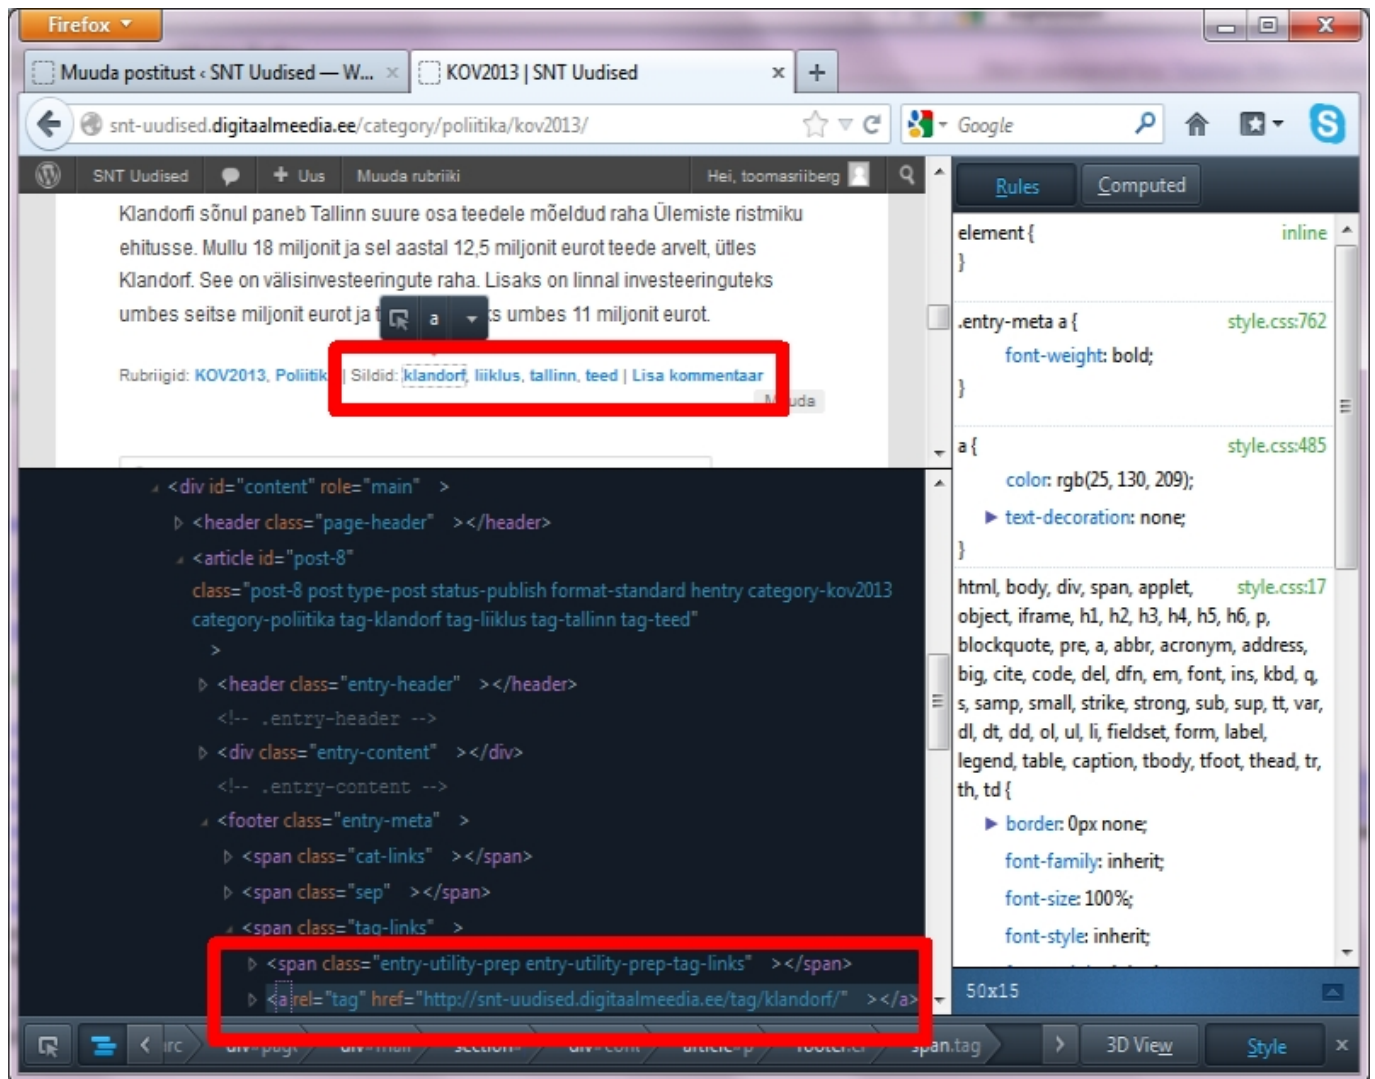 Firefox
Muuda postitust ‹ SNT Uudised — W... ×
KOV2013 | SNT Uudised ×
snt-uudised.digitaalmeedia.ee/category/poliitika/kov2013/
Google
SNT Uudised
+ Uus
Muuda rubriiki
Hei, toomasriiberg
Klandorfi sõnul paneb Tallinn suure osa teedele mõeldud raha Ülemiste ristmiku
ehitusse. Mullu 18 miljonit ja sel aastal 12,5 miljonit eurot teede arvelt, ütles
Klandorf. See on välisinvesteeringute raha. Lisaks on linnal investeeringuteks
umbes seitse miljonit eurot ja t
a
s umbes 11 miljonit eurot.
Rubriigid: KOV2013, Poliitik | Sildid: klandorf, liiklus, tallinn, teed | Lisa kommentaar
<div id="content" role="main" >
<header class="page-header" ></header>
<article id="post-8"
class="post-8 post type-post status-publish format-standard hentry category-kov2013
category-poliitika tag-klandorf tag-liiklus tag-tallinn tag-teed"
>
<header class="entry-header" ></header>
<!-- .entry-header -->
<div class="entry-content" ></div>
<!-- .entry-content -->
<footer class="entry-meta" >
<span class="cat-links" ></span>
<span class="sep" ></span>
<span class="tag-links" >
<span class="entry-utility-prep entry-utility-prep-tag-links" ></span>
<a rel="tag" href="http://snt-uudised.digitaalmeedia.ee/tag/klandorf/" ></a>
Rules
Computed
element { inline
}
.entry-meta a { style.css:762
font-weight: bold;
}
a { style.css:485
color: rgb(25, 130, 209);
text-decoration: none;
}
html, body, div, span, applet, style.css:17
object, iframe, h1, h2, h3, h4, h5, h6, p,
blockquote, pre, a, abbr, acronym, address,
big, cite, code, del, dfn, em, font, ins, kbd, q,
s, samp, small, strike, strong, sub, sup, tt, var,
dl, dt, dd, ol, ul, li, fieldset, form, label,
legend, table, caption, tbody, tfoot, thead, tr,
th, td {
border: 0px none;
font-family: inherit;
font-size: 100%;
font-style: inherit;
50x15
span.tag
3D View
Style
×